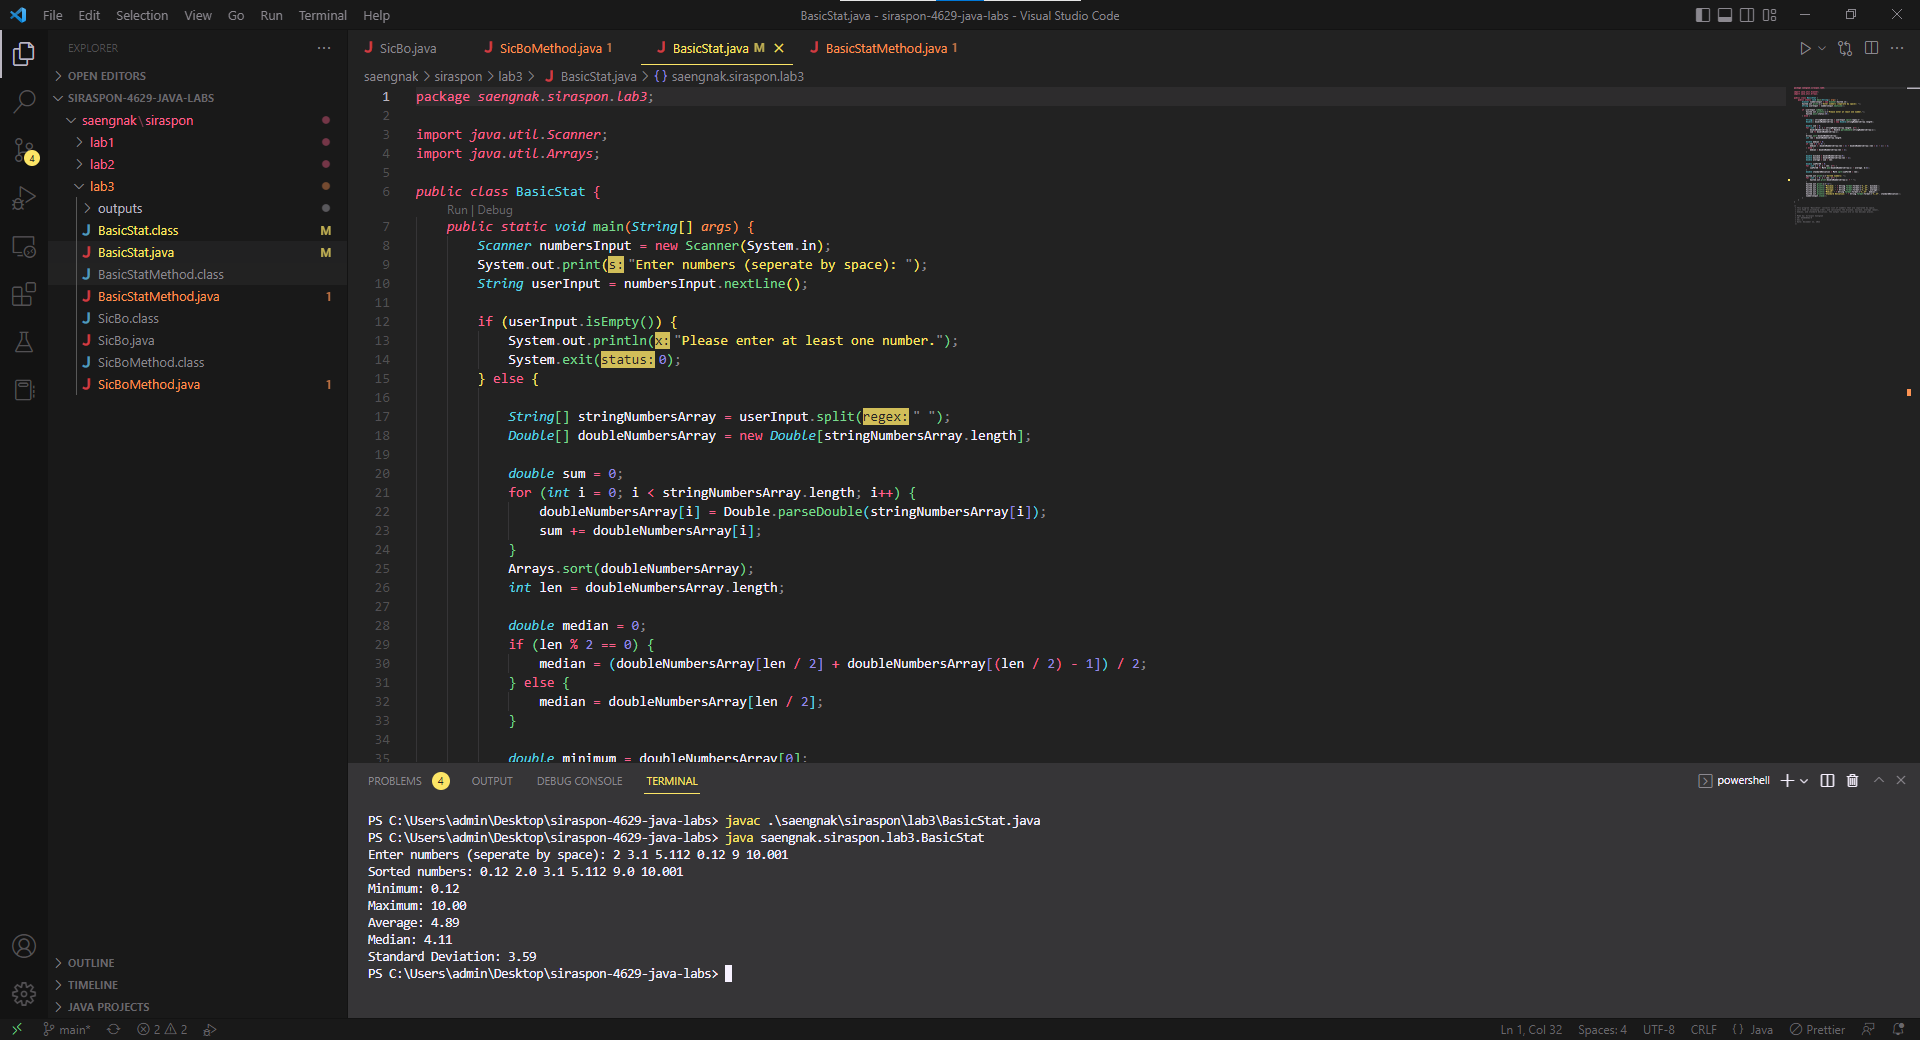 File Edit Selection View Go Run Terminal Help
BasicStat.java - siraspon-4629-java-labs - Visual Studio Code
EXPLORER
OPEN EDITORS
SIRASPON-4629-JAVA-LABS
saengnak\siraspon
lab1
lab2
lab3
outputs
BasicStat.class M
BasicStat.java M
BasicStatMethod.class
BasicStatMethod.java 1
SicBo.class
SicBo.java
SicBoMethod.class
SicBoMethod.java 1
OUTLINE
TIMELINE
JAVA PROJECTS
4
SicBo.java SicBoMethod.java 1 BasicStat.java M BasicStatMethod.java 1
saengnak > siraspon > lab3 > BasicStat.java > {} saengnak.siraspon.lab3
1 package saengnak.siraspon.lab3;
2
3 import java.util.Scanner;
4 import java.util.Arrays;
5
6 public class BasicStat {
Run | Debug
7 public static void main(String[] args) {
8 Scanner numbersInput = new Scanner(System.in);
9 System.out.print(s: "Enter numbers (seperate by space): ");
10 String userInput = numbersInput.nextLine();
11
12 if (userInput.isEmpty()) {
13 System.out.println(x: "Please enter at least one number.");
14 System.exit(status: 0);
15 } else {
16
17 String[] stringNumbersArray = userInput.split(regex: " ");
18 Double[] doubleNumbersArray = new Double[stringNumbersArray.length];
19
20 double sum = 0;
21 for (int i = 0; i < stringNumbersArray.length; i++) {
22 doubleNumbersArray[i] = Double.parseDouble(stringNumbersArray[i]);
23 sum += doubleNumbersArray[i];
24 }
25 Arrays.sort(doubleNumbersArray);
26 int len = doubleNumbersArray.length;
27
28 double median = 0;
29 if (len % 2 == 0) {
30 median = (doubleNumbersArray[len / 2] + doubleNumbersArray[(len / 2) - 1]) / 2;
31 } else {
32 median = doubleNumbersArray[len / 2];
33 }
34
35 double minimum = doubleNumbersArray[0];
PROBLEMS 4 OUTPUT DEBUG CONSOLE TERMINAL powershell
PS C:\Users\admin\Desktop\siraspon-4629-java-labs> javac .\saengnak\siraspon\lab3\BasicStat.java
PS C:\Users\admin\Desktop\siraspon-4629-java-labs> java saengnak.siraspon.lab3.BasicStat
Enter numbers (seperate by space): 2 3.1 5.112 0.12 9 10.001
Sorted numbers: 0.12 2.0 3.1 5.112 9.0 10.001
Minimum: 0.12
Maximum: 10.00
Average: 4.89
Median: 4.11
Standard Deviation: 3.59
PS C:\Users\admin\Desktop\siraspon-4629-java-labs>
main* 2 2 Ln 1, Col 32 Spaces: 4 UTF-8 CRLF {} Java Prettier